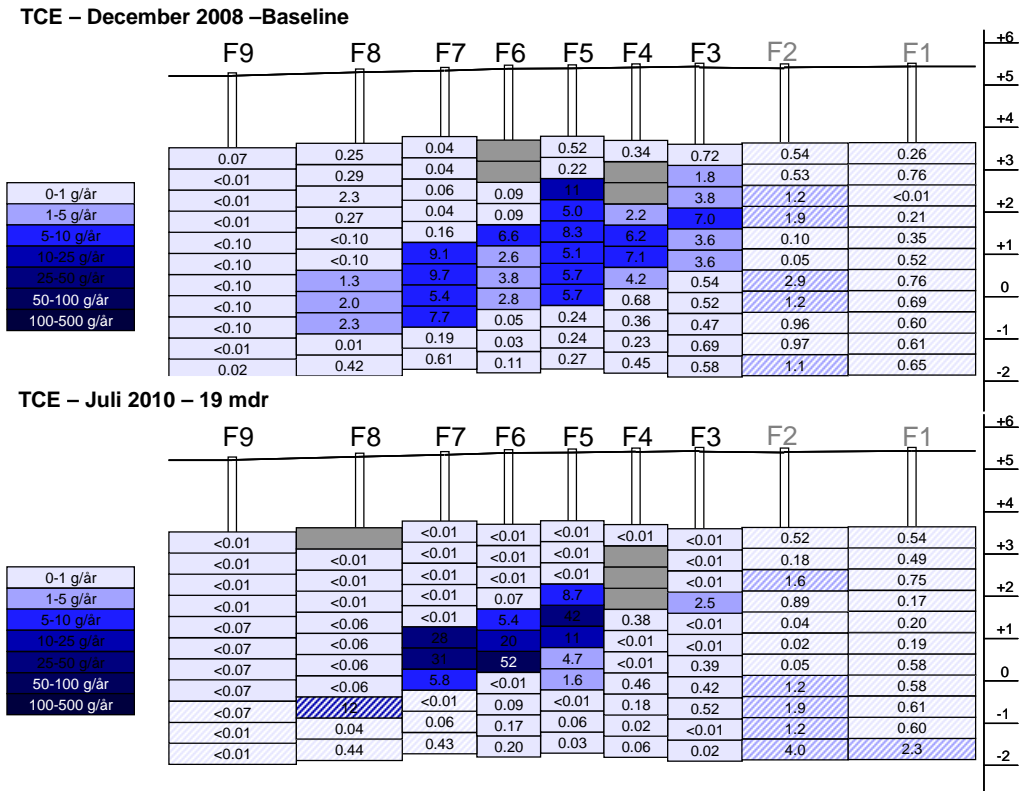 TCE – December 2008 –Baseline
F9 F8 F7 F6 F5 F4 F3 F2 F1
+6
+5
+4
+3
+2
+1
0
-1
-2
0-1 g/år
1-5 g/år
5-10 g/år
10-25 g/år
25-50 g/år
50-100 g/år
100-500 g/år
0.07 0.25 0.04 0.52 0.34 0.72 0.54 0.26
<0.01 0.29 0.04 0.22 1.8 0.53 0.76
<0.01 2.3 0.06 0.09 11 3.8 1.2 <0.01
<0.01 0.27 0.04 0.09 5.0 2.2 7.0 1.9 0.21
<0.10 <0.10 0.16 6.6 8.3 6.2 3.6 0.10 0.35
<0.10 <0.10 9.1 2.6 5.1 7.1 3.6 0.05 0.52
<0.10 1.3 9.7 3.8 5.7 4.2 0.54 2.9 0.76
<0.10 2.0 5.4 2.8 5.7 0.68 0.52 1.2 0.69
<0.10 2.3 7.7 0.05 0.24 0.36 0.47 0.96 0.60
<0.01 0.01 0.19 0.03 0.24 0.23 0.69 0.97 0.61
0.02 0.42 0.61 0.11 0.27 0.45 0.58 1.1 0.65
TCE – Juli 2010 – 19 mdr
F9 F8 F7 F6 F5 F4 F3 F2 F1
+6
+5
+4
+3
+2
+1
0
-1
-2
0-1 g/år
1-5 g/år
5-10 g/år
10-25 g/år
25-50 g/år
50-100 g/år
100-500 g/år
<0.01 <0.01 <0.01 <0.01 <0.01 <0.01 0.52 0.54
<0.01 <0.01 <0.01 <0.01 <0.01 <0.01 0.18 0.49
<0.01 <0.01 <0.01 <0.01 <0.01 <0.01 1.6 0.75
<0.01 <0.01 <0.01 0.07 8.7 2.5 0.89 0.17
<0.07 <0.06 <0.01 5.4 42 0.38 <0.01 0.04 0.20
<0.07 <0.06 28 20 11 <0.01 <0.01 0.02 0.19
<0.07 <0.06 31 52 4.7 <0.01 0.39 0.05 0.58
<0.07 <0.06 5.8 <0.01 1.6 0.46 0.42 1.2 0.58
<0.07 12 <0.01 0.09 <0.01 0.18 0.52 1.9 0.61
<0.01 0.04 0.06 0.17 0.06 0.02 <0.01 1.2 0.60
<0.01 0.44 0.43 0.20 0.03 0.06 0.02 4.0 2.3